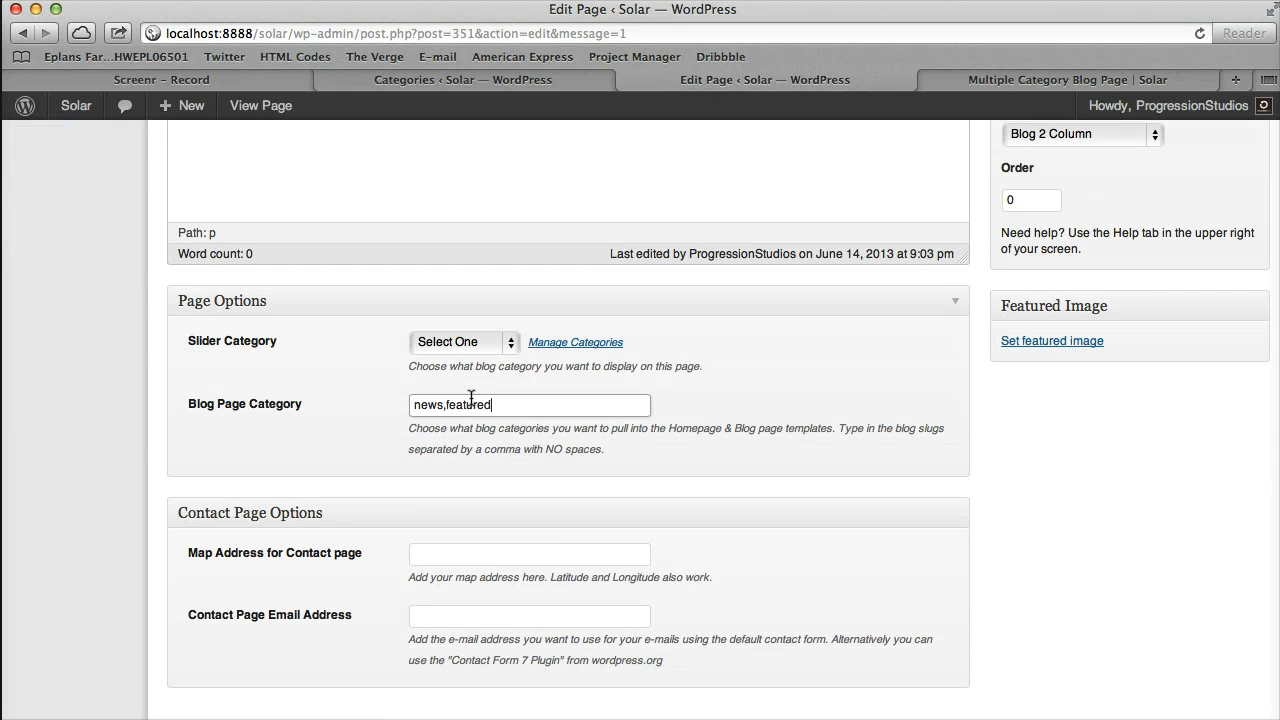 Edit Page ‹ Solar — WordPress
localhost:8888/solar/wp-admin/post.php?post=351&action=edit&message=1
Reader
Eplans Far...HWEPL06501 Twitter HTML Codes The Verge E-mail American Express Project Manager Dribbble
Screenr - Record Categories ‹ Solar — WordPress Edit Page ‹ Solar — WordPress Multiple Category Blog Page | Solar
Solar + New View Page Howdy, ProgressionStudios
Blog 2 Column
Order
0
Need help? Use the Help tab in the upper right
of your screen.
Path: p
Word count: 0 Last edited by ProgressionStudios on June 14, 2013 at 9:03 pm
Page Options
Featured Image
Set featured image
Slider Category Select One Manage Categories
Choose what blog category you want to display on this page.
Blog Page Category news,featured
Choose what blog categories you want to pull into the Homepage & Blog page templates. Type in the blog slugs
separated by a comma with NO spaces.
Contact Page Options
Map Address for Contact page
Add your map address here. Latitude and Longitude also work.
Contact Page Email Address
Add the e-mail address you want to use for your e-mails using the default contact form. Alternatively you can
use the "Contact Form 7 Plugin" from wordpress.org